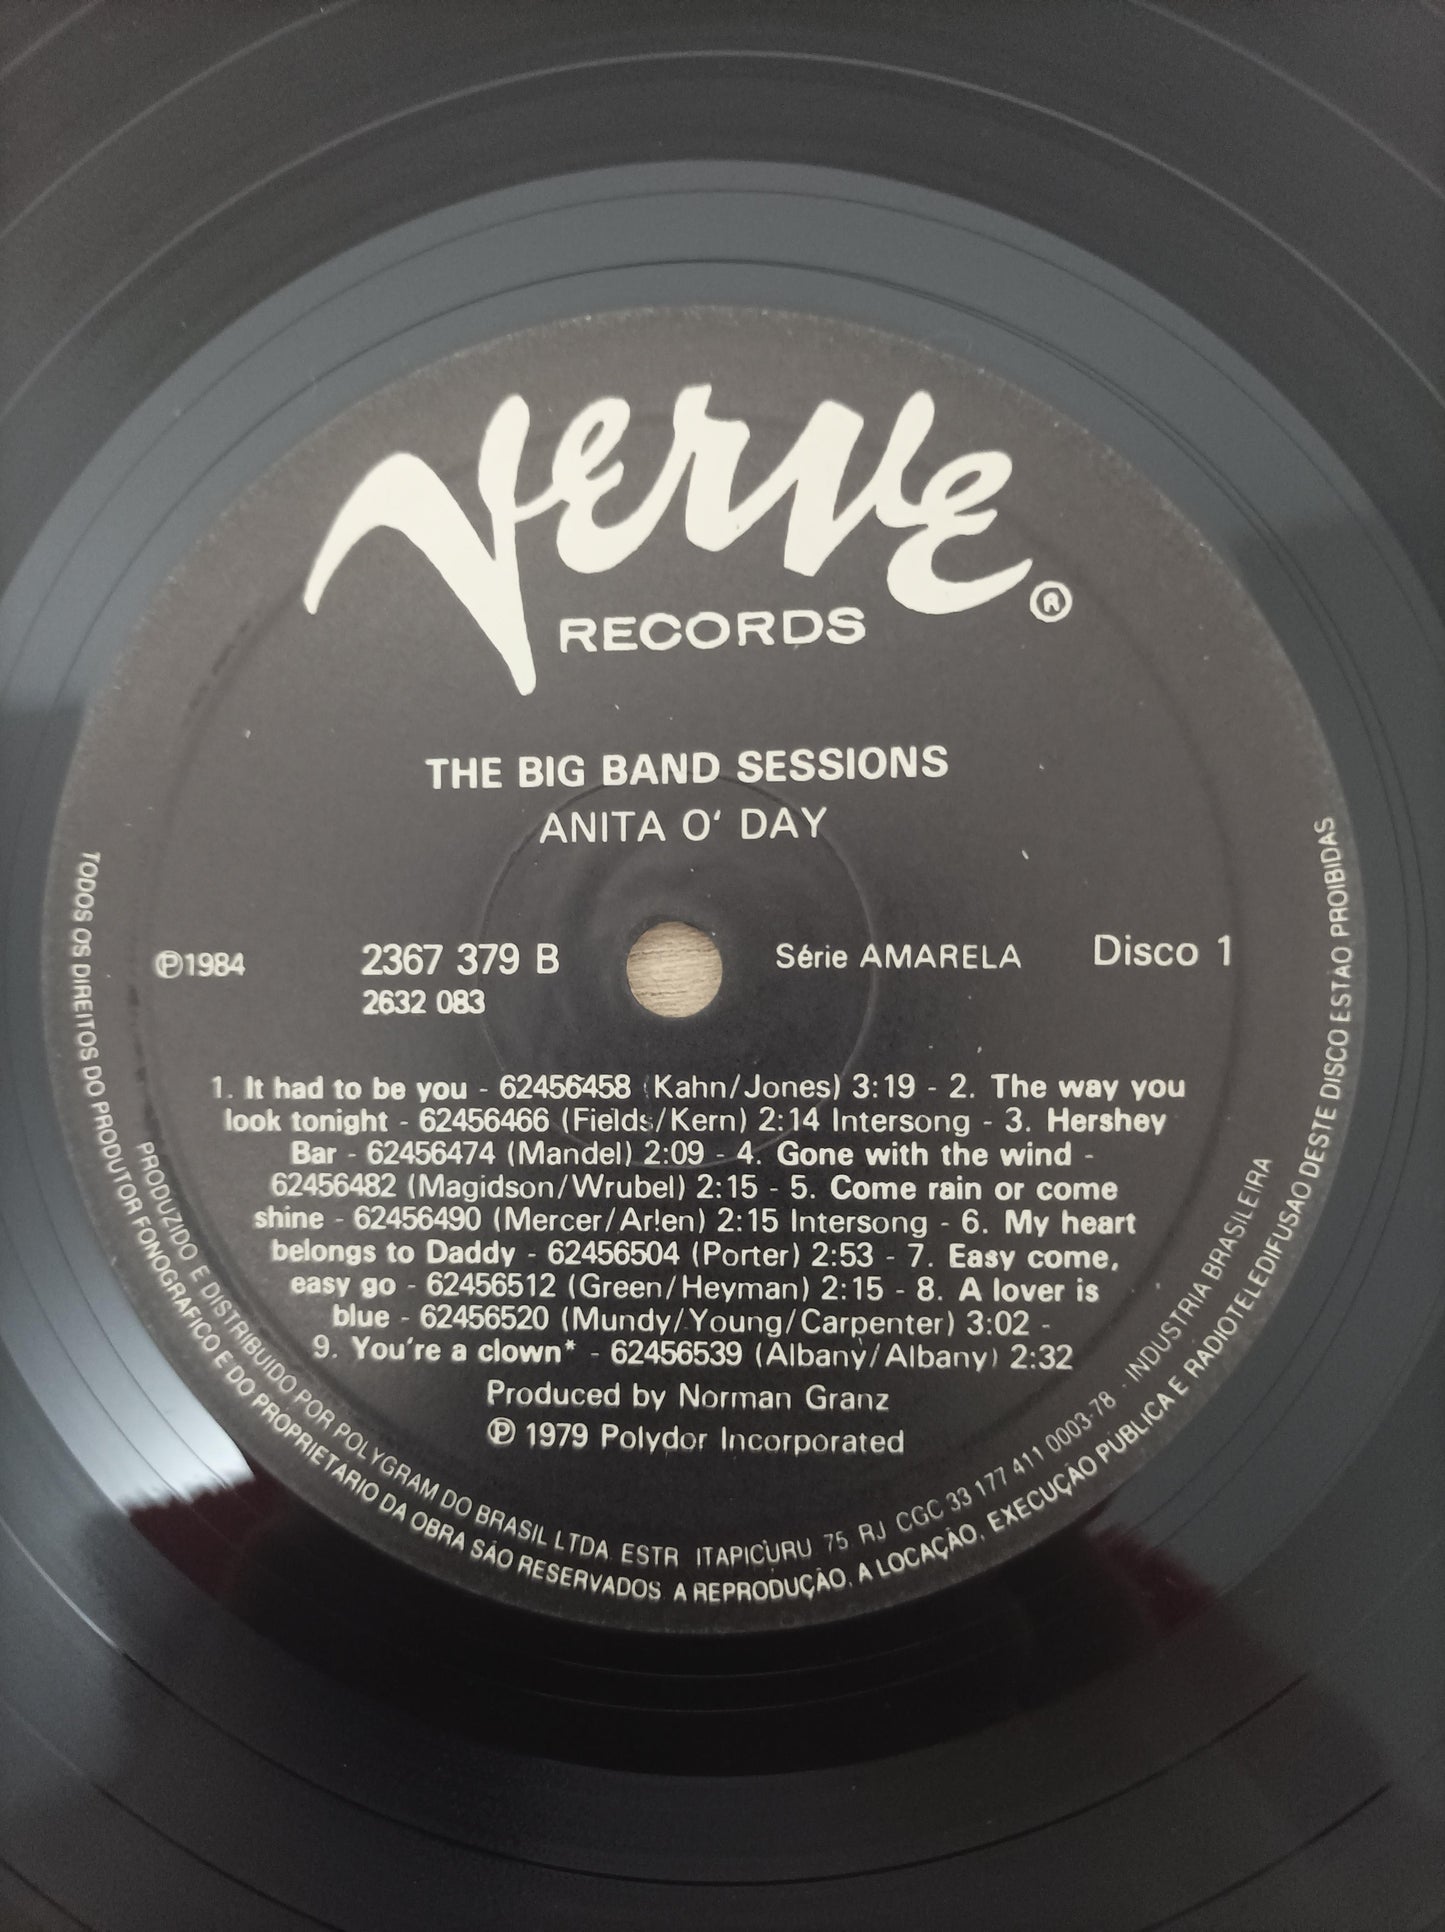 Verve ®
RECORDS
THE BIG BAND SESSIONS
ANITA O' DAY
℗1984 2367 379 B Série AMARELA Disco 1
2632 083
1. It had to be you - 62456458 (Kahn/Jones) 3:19 - 2. The way you
look tonight - 62456466 (Fields/Kern) 2:14 Intersong - 3. Hershey
Bar - 62456474 (Mandel) 2:09 - 4. Gone with the wind -
62456482 (Magidson/Wrubel) 2:15 - 5. Come rain or come
shine - 62456490 (Mercer/Arlen) 2:15 Intersong - 6. My heart
belongs to Daddy - 62456504 (Porter) 2:53 - 7. Easy come,
easy go - 62456512 (Green/Heyman) 2:15 - 8. A lover is
blue - 62456520 (Mundy/Young/Carpenter) 3:02 -
9. You're a clown* - 62456539 (Albany/Albany) 2:32
Produced by Norman Granz
℗ 1979 Polydor Incorporated
PRODUZIDO E DISTRIBUIDO POR POLYGRAM DO BRASIL LTDA. ESTR ITAPICURU 75 RJ CGC 33 177 411 0003-78 - INDUSTRIA BRASILEIRA
TODOS OS DIREITOS DO PRODUTOR FONOGRAFICO E DO PROPRIETARIO DA OBRA SÃO RESERVADOS. A REPRODUÇÃO, A LOCAÇÃO, EXECUÇÃO PUBLICA E RADIOTELEDIFUSÃO DESTE DISCO ESTÃO PROIBIDAS